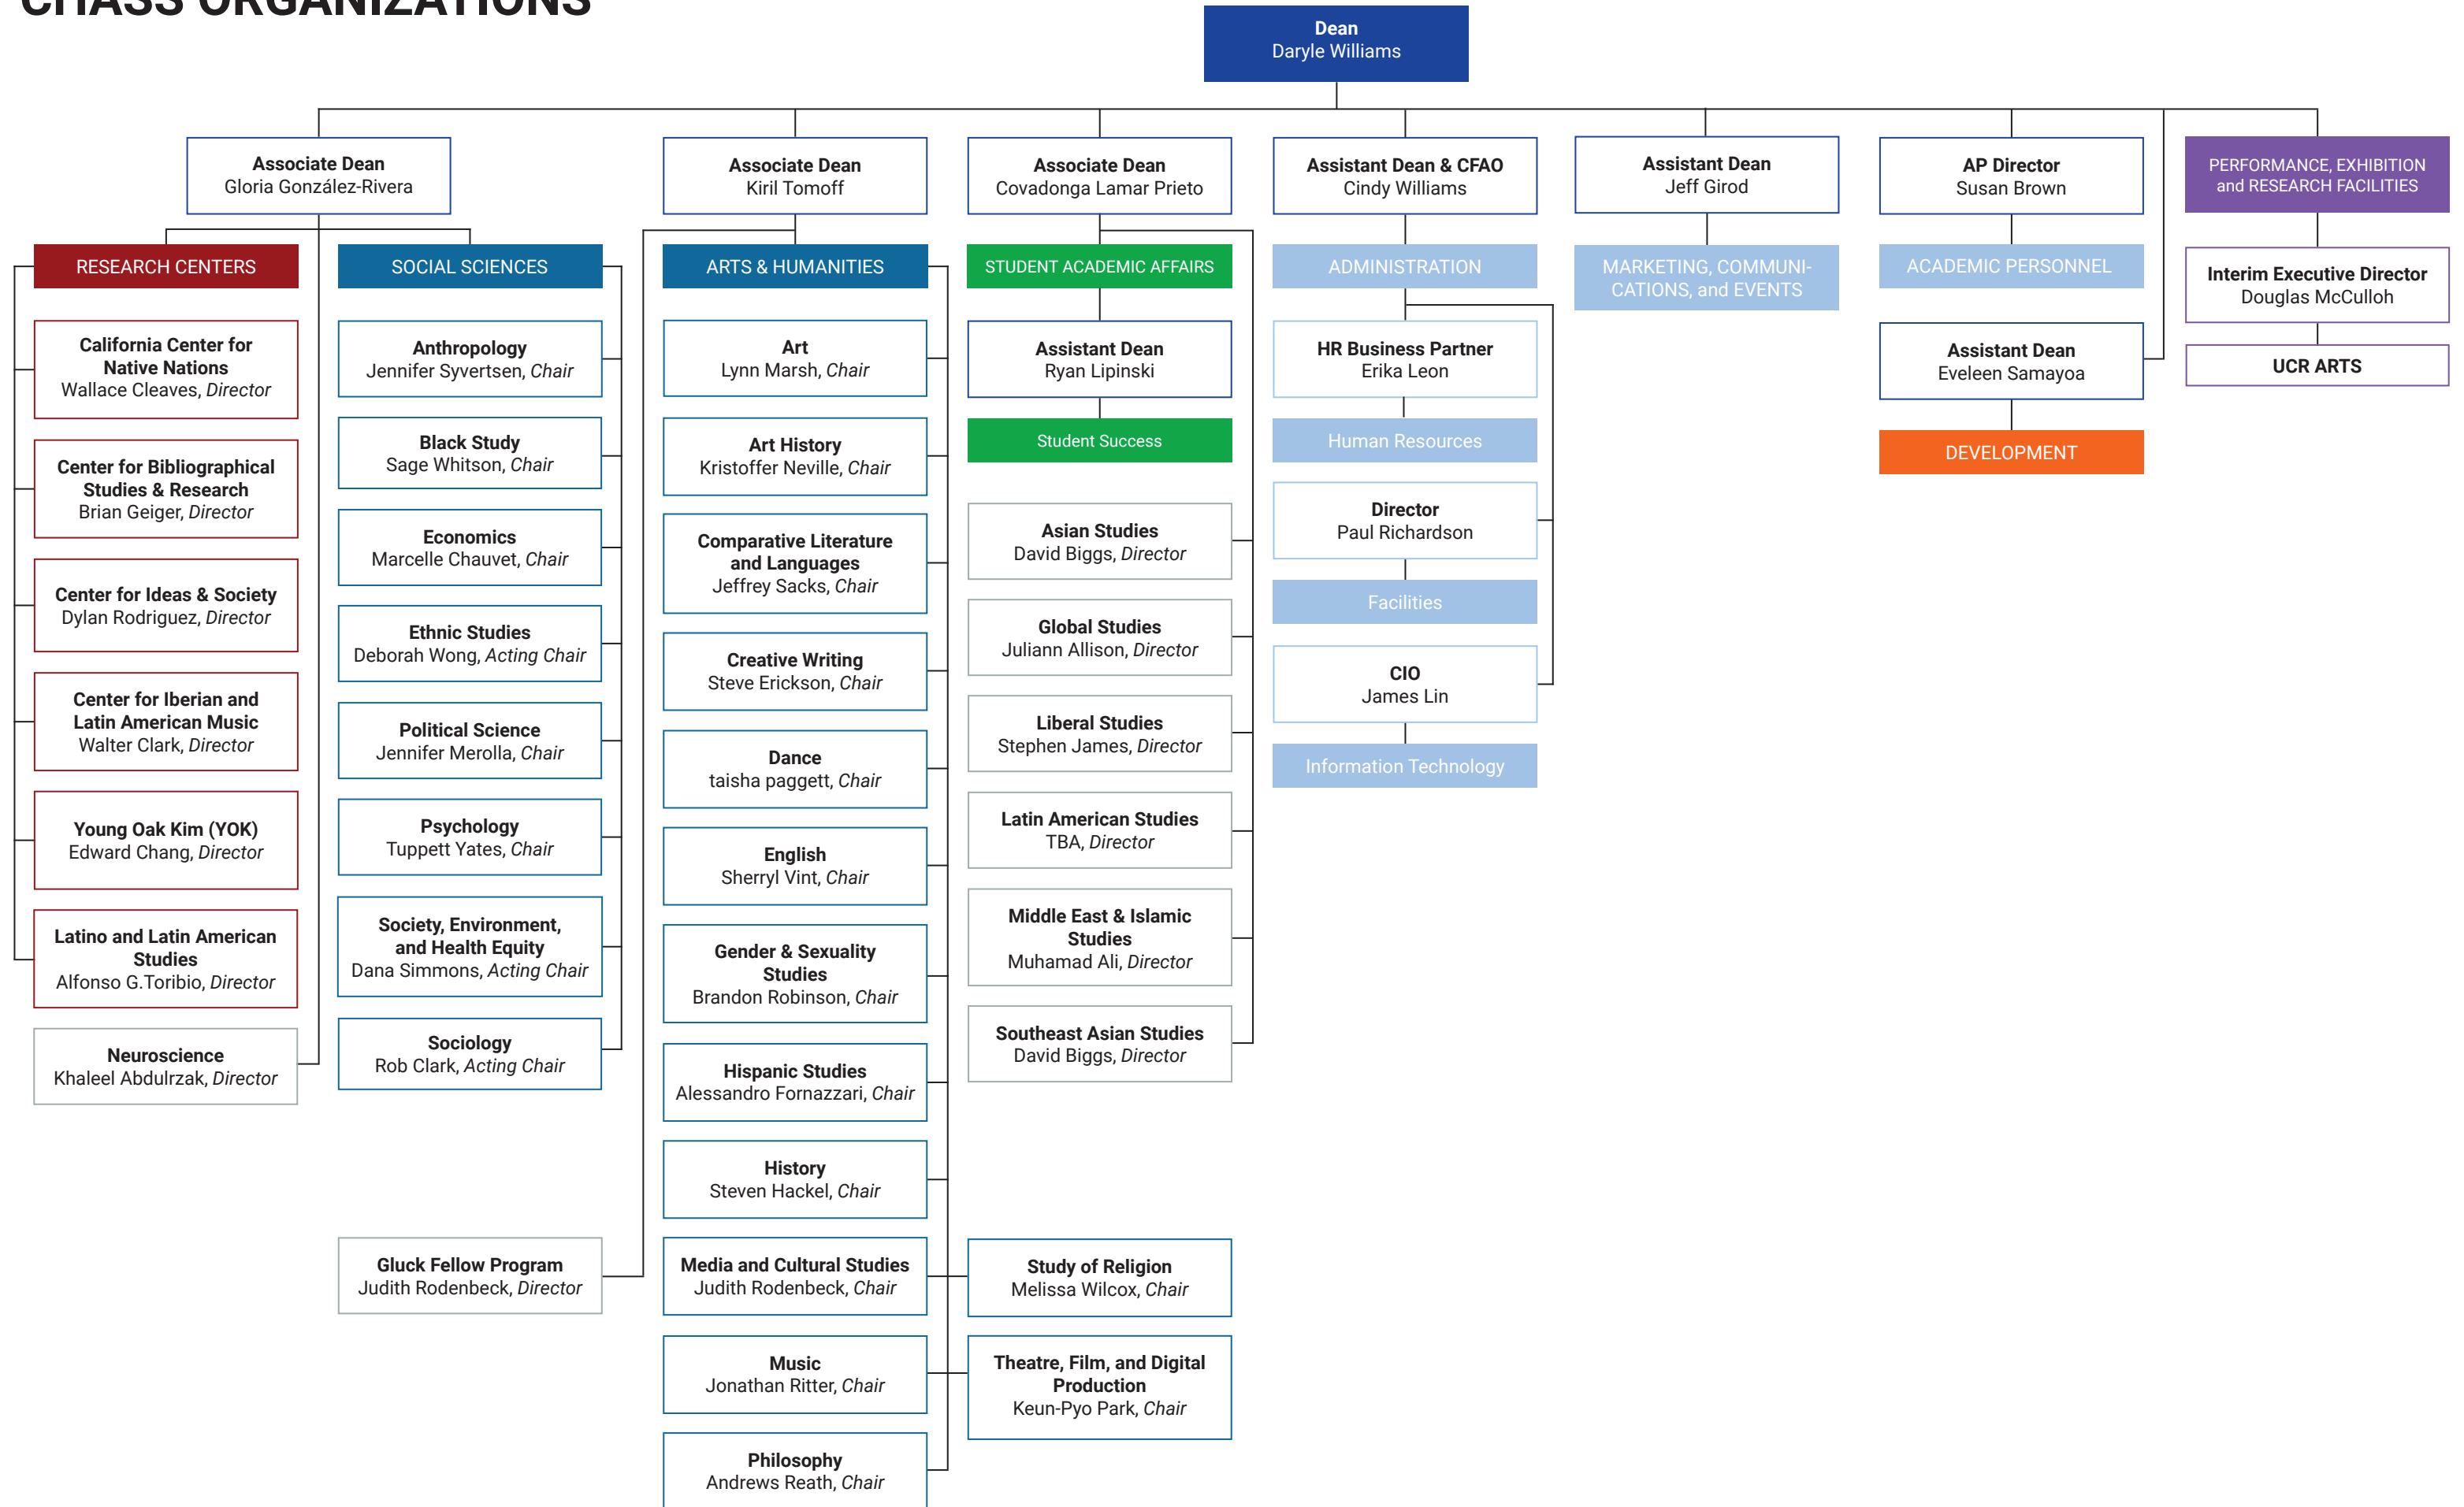 CHASS ORGANIZATIONS
Dean
Daryle Williams
Associate Dean
Gloria González-Rivera
Associate Dean
Kiril Tomoff
Associate Dean
Covadonga Lamar Prieto
Assistant Dean & CFAO
Cindy Williams
Assistant Dean
Jeff Girod
AP Director
Susan Brown
PERFORMANCE, EXHIBITION
and RESEARCH FACILITIES
RESEARCH CENTERS
California Center for
Native Nations
Wallace Cleaves, Director
Center for Bibliographical
Studies & Research
Brian Geiger, Director
Center for Ideas & Society
Dylan Rodriguez, Director
Center for Iberian and
Latin American Music
Walter Clark, Director
Young Oak Kim (YOK)
Edward Chang, Director
Latino and Latin American
Studies
Alfonso G.Toribio, Director
Neuroscience
Khaleel Abdulrzak, Director
SOCIAL SCIENCES
Anthropology
Jennifer Syvertsen, Chair
Black Study
Sage Whitson, Chair
Economics
Marcelle Chauvet, Chair
Ethnic Studies
Deborah Wong, Acting Chair
Political Science
Jennifer Merolla, Chair
Psychology
Tuppett Yates, Chair
Society, Environment,
and Health Equity
Dana Simmons, Acting Chair
Sociology
Rob Clark, Acting Chair
Gluck Fellow Program
Judith Rodenbeck, Director
ARTS & HUMANITIES
Art
Lynn Marsh, Chair
Art History
Kristoffer Neville, Chair
Comparative Literature
and Languages
Jeffrey Sacks, Chair
Creative Writing
Steve Erickson, Chair
Dance
taisha paggett, Chair
English
Sherryl Vint, Chair
Gender & Sexuality
Studies
Brandon Robinson, Chair
Hispanic Studies
Alessandro Fornazzari, Chair
History
Steven Hackel, Chair
Media and Cultural Studies
Judith Rodenbeck, Chair
Music
Jonathan Ritter, Chair
Philosophy
Andrews Reath, Chair
Study of Religion
Melissa Wilcox, Chair
Theatre, Film, and Digital
Production
Keun-Pyo Park, Chair
STUDENT ACADEMIC AFFAIRS
Assistant Dean
Ryan Lipinski
Student Success
Asian Studies
David Biggs, Director
Global Studies
Juliann Allison, Director
Liberal Studies
Stephen James, Director
Latin American Studies
TBA, Director
Middle East & Islamic
Studies
Muhamad Ali, Director
Southeast Asian Studies
David Biggs, Director
ADMINISTRATION
HR Business Partner
Erika Leon
Human Resources
Director
Paul Richardson
Facilities
CIO
James Lin
Information Technology
MARKETING, COMMUNI-
CATIONS, and EVENTS
ACADEMIC PERSONNEL
Assistant Dean
Eveleen Samayoa
DEVELOPMENT
Interim Executive Director
Douglas McCulloh
UCR ARTS